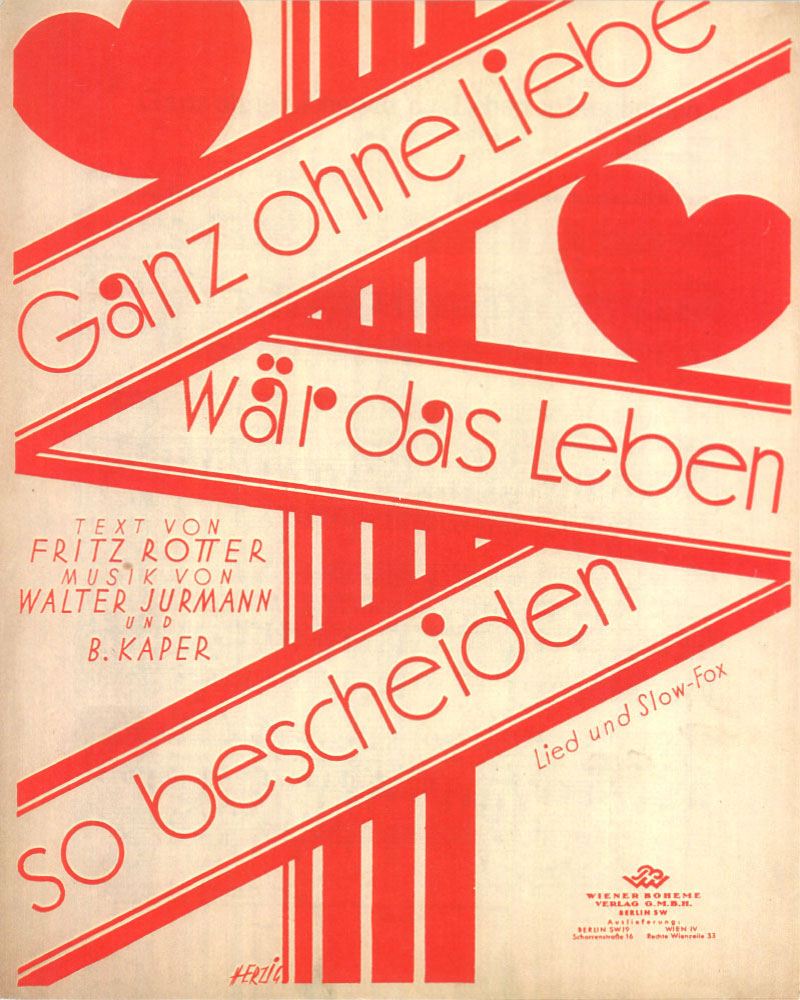 Ganz ohne Liebe
wär das Leben
so bescheiden
TEXT VON
FRITZ ROTTER
MUSIK VON
WALTER JURMANN
UND
B. KAPER
Lied und Slow-Fox
WIENER BOHEME
VERLAG G.M.B.H.
BERLIN SW
Auslieferung:
BERLIN SW19 WIEN IV
Schützenstraße 16 Rechte Wienzeile 33
HERZIG